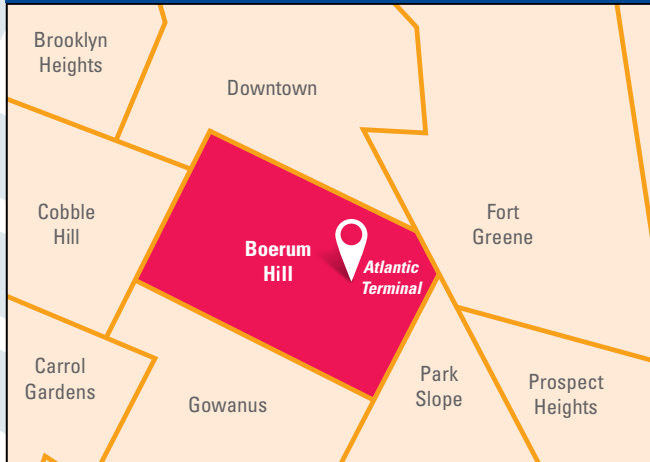 Brooklyn
Heights
Downtown
Cobble
Hill
Fort
Greene
Boerum
Hill
Atlantic
Terminal
Carrol
Gardens
Gowanus
Park
Slope
Prospect
Heights